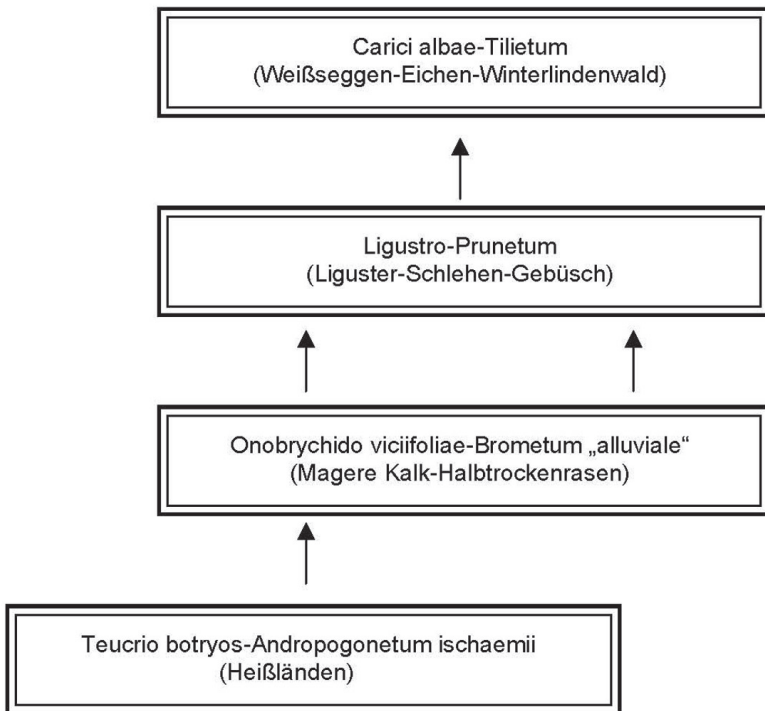 Carici albae-Tilietum
(Weißseggen-Eichen-Winterlindenwald)
Ligustro-Prunetum
(Liguster-Schlehen-Gebüsch)
Onobrychido viciifoliae-Brometum „alluviale“
(Magere Kalk-Halbtrockenrasen)
Teucrio botryos-Andropogonetum ischaemii
(Heißländen)